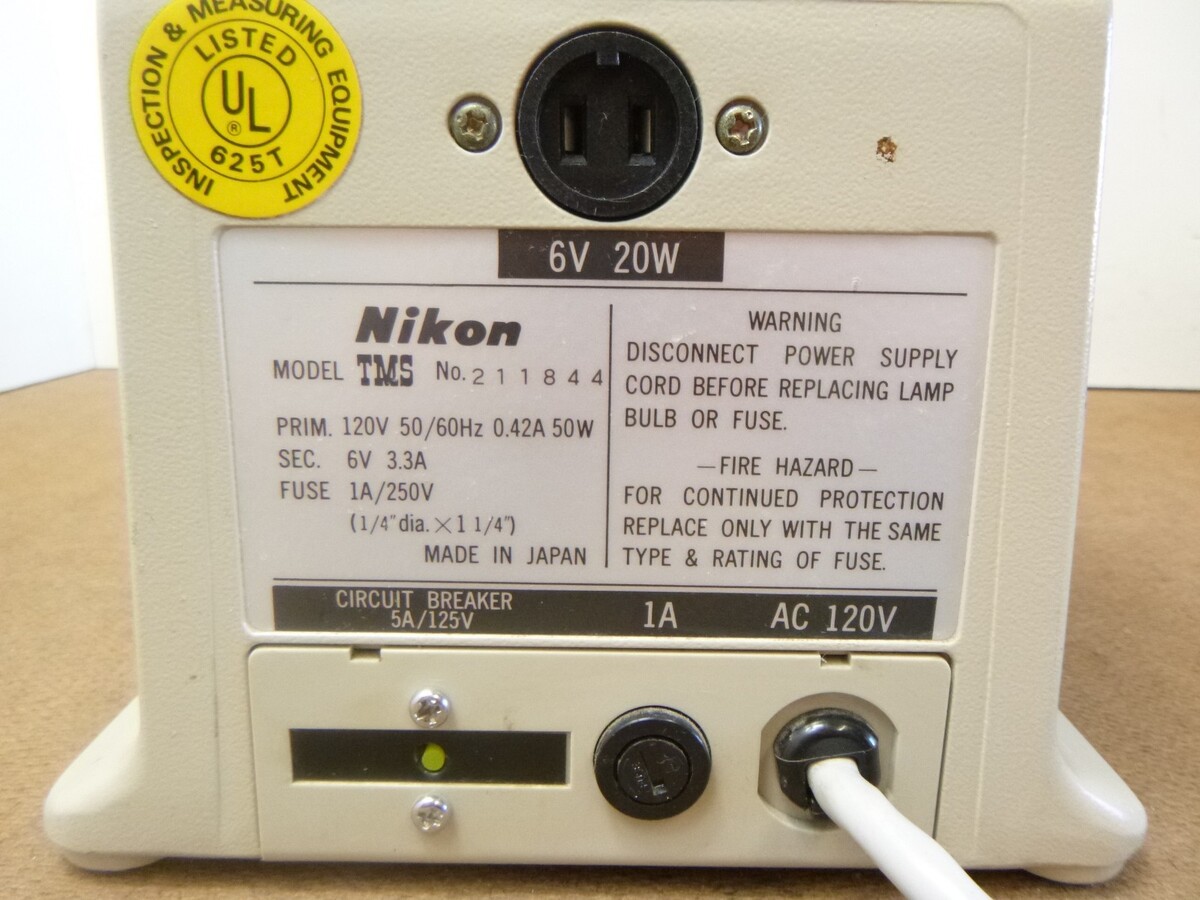 INSPECTION & MEASURING EQUIPMENT
LISTED
UL
®
625T
6V 20W
Nikon
MODEL TMS No. 211844
PRIM. 120V 50/60Hz 0.42A 50W
SEC. 6V 3.3A
FUSE 1A/250V
(1/4"dia.×1 1/4")
MADE IN JAPAN
WARNING
DISCONNECT POWER SUPPLY
CORD BEFORE REPLACING LAMP
BULB OR FUSE.
—FIRE HAZARD—
FOR CONTINUED PROTECTION
REPLACE ONLY WITH THE SAME
TYPE & RATING OF FUSE.
CIRCUIT BREAKER
5A/125V
1A
AC 120V